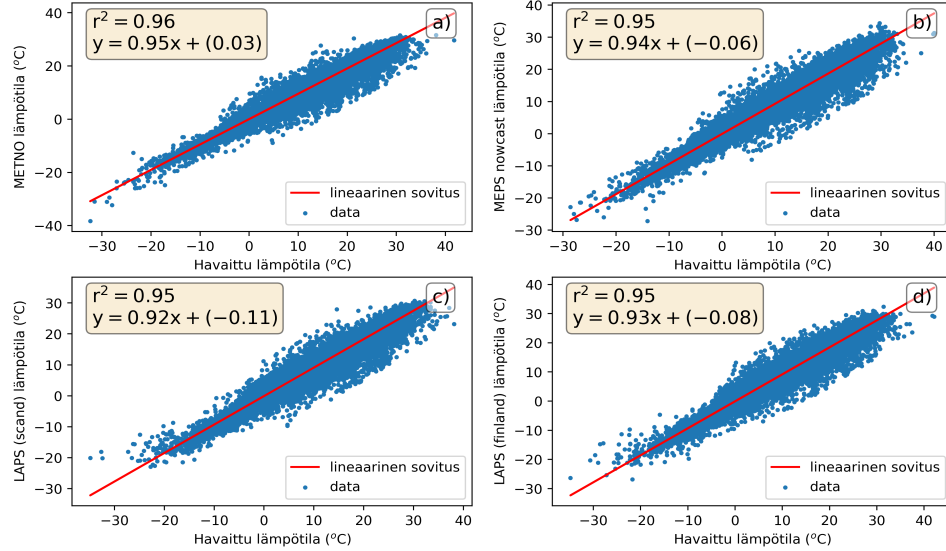 r² = 0.96
y = 0.95x + (0.03)
a)
METNO lämpötila (°C)
40
20
0
−20
−40
lineaarinen sovitus
data
−30 −20 −10 0 10 20 30 40
Havaittu lämpötila (°C)
r² = 0.95
y = 0.94x + (−0.06)
b)
MEPS nowcast lämpötila (°C)
40
30
20
10
0
−10
−20
−30
lineaarinen sovitus
data
−30 −20 −10 0 10 20 30 40
Havaittu lämpötila (°C)
r² = 0.95
y = 0.92x + (−0.11)
c)
LAPS (scand) lämpötila (°C)
30
20
10
0
−10
−20
−30
lineaarinen sovitus
data
−30 −20 −10 0 10 20 30 40
Havaittu lämpötila (°C)
r² = 0.95
y = 0.93x + (−0.08)
d)
LAPS (finland) lämpötila (°C)
40
30
20
10
0
−10
−20
−30
lineaarinen sovitus
data
−30 −20 −10 0 10 20 30 40
Havaittu lämpötila (°C)